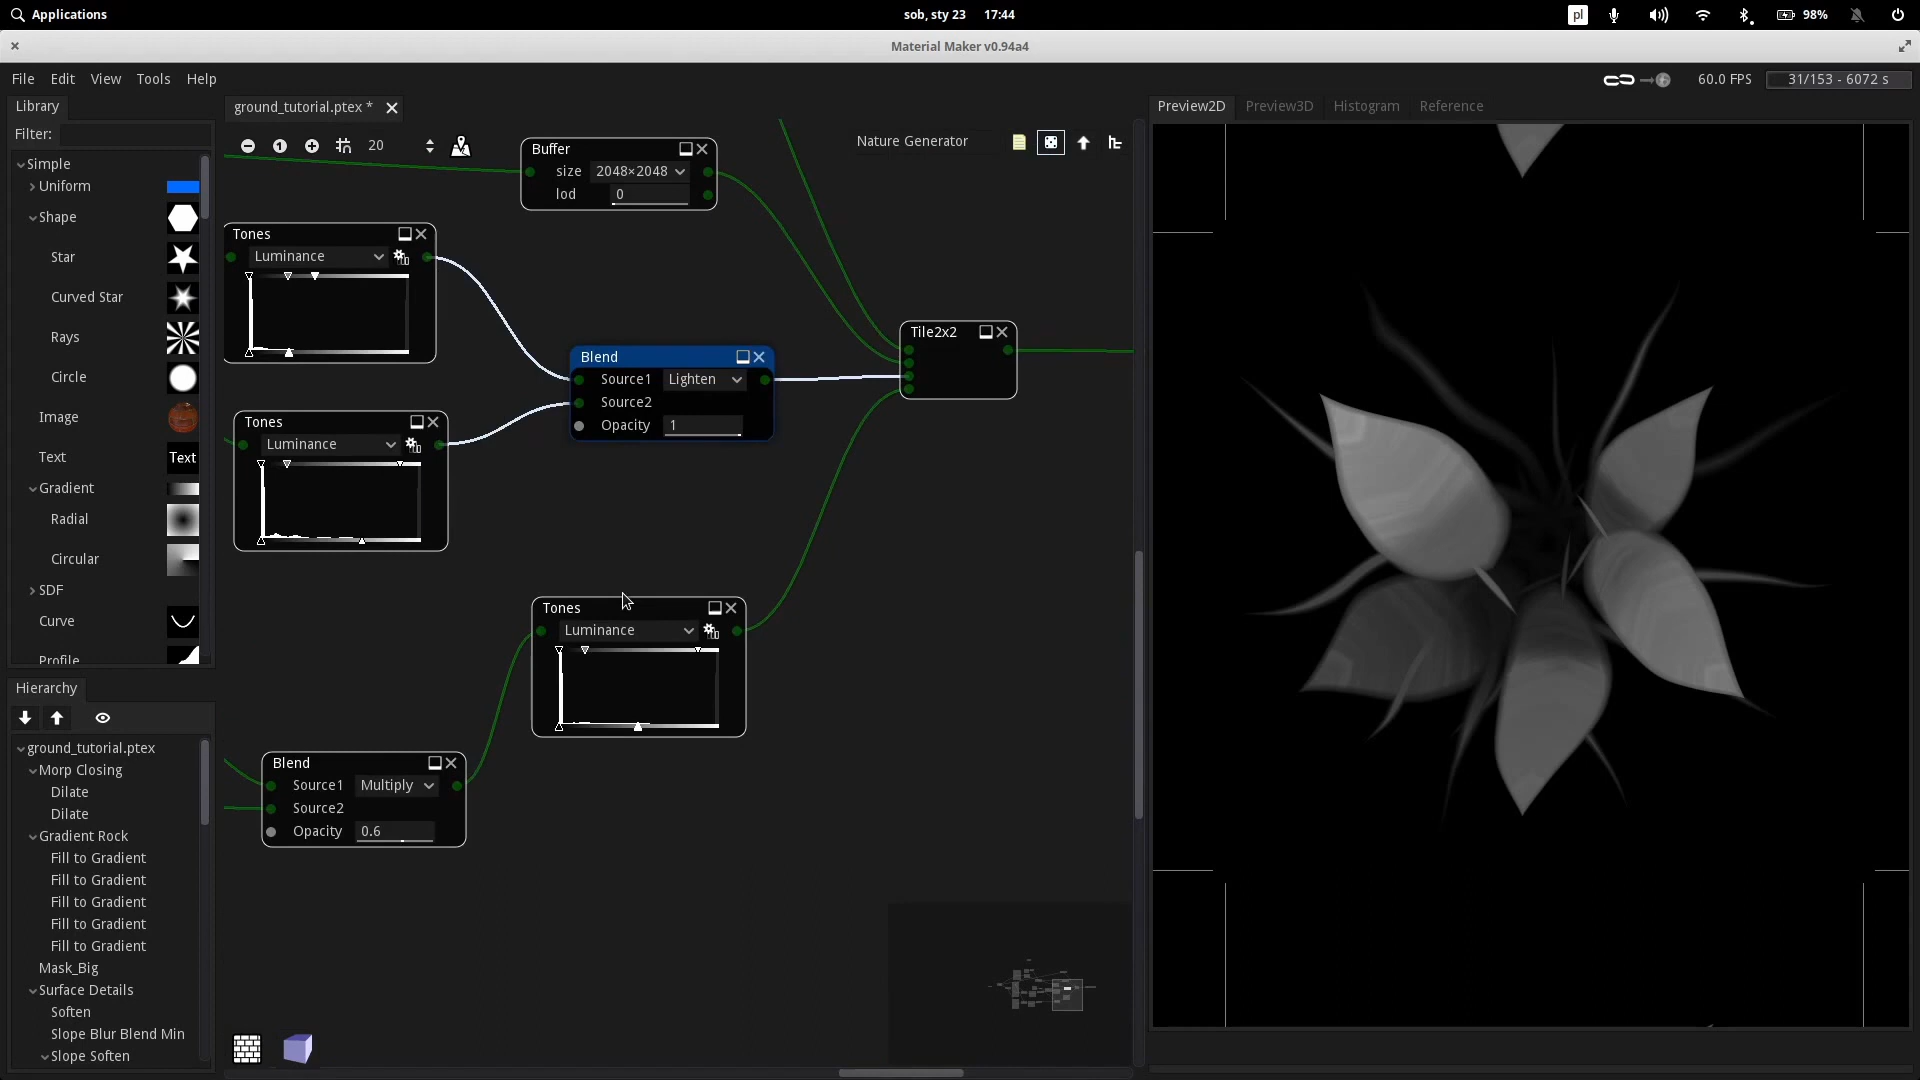 Applications
sob, sty 23 17:44
pl
98%
Material Maker v0.94a4
File Edit View Tools Help
60.0 FPS
31/153 - 6072 s
Library
Filter:
Simple
Uniform
Shape
Star
Curved Star
Rays
Circle
Image
Text
Text
Gradient
Radial
Circular
SDF
Curve
Profile
Hierarchy
ground_tutorial.ptex
Morp Closing
Dilate
Dilate
Gradient Rock
Fill to Gradient
Fill to Gradient
Fill to Gradient
Fill to Gradient
Fill to Gradient
Mask_Big
Surface Details
Soften
Slope Blur Blend Min
Slope Soften
ground_tutorial.ptex *
1
20
Nature Generator
Buffer
size 2048×2048
lod 0
Tones
Luminance
Tones
Luminance
Blend
Source1 Lighten
Source2
Opacity 1
Tile2x2
Tones
Luminance
Blend
Source1 Multiply
Source2
Opacity 0.6
Preview2D Preview3D Histogram Reference